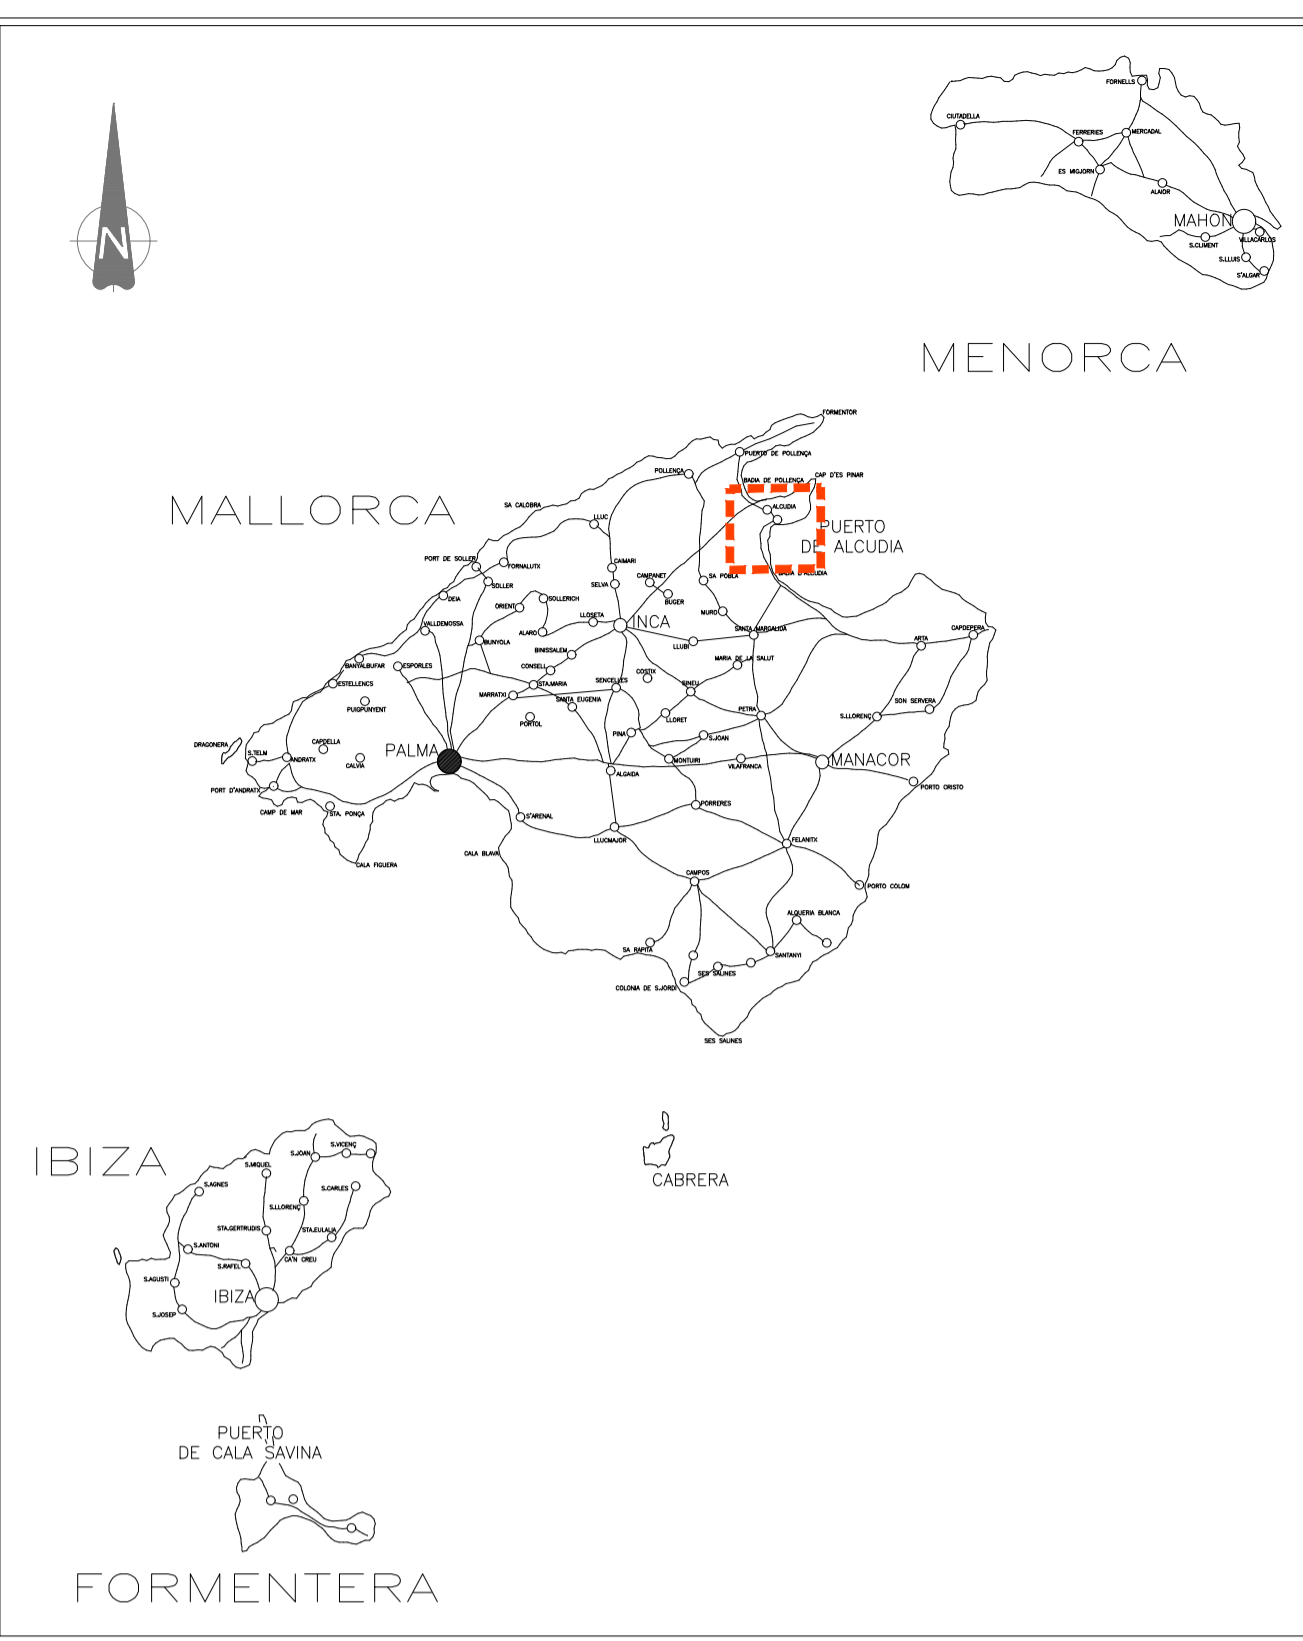 FORNELLS
CIUTADELLA
FERRERIES
MERCADAL
ES MIGJORN
ALAIOR
MAHON
VILLACARLOS
S.CLIMENT
S.LLUIS
S'ALGAR
N
MENORCA
FORMENTOR
PUERTO DE POLLENÇA
POLLENÇA
CAP D'ES PINAR
BADIA DE POLLENÇA
MALLORCA
SA CALOBRA
ALCUDIA
LLUC
PUERTO
DE ALCUDIA
PORT DE SOLLER
FORNALUTX
CAIMARI
BADIA D'ALCUDIA
CAMPANET
SA POBLA
SOLLER
SELVA
DEIA
SOLLERICH
BUGER
ORIENT
MURO
LLOSETA
INCA
VALLDEMOSSA
ALARO
SANTA MARGALIDA
CAPDEPERA
BUNYOLA
LLUBI
ARTA
BINISSALEM
MARIA DE LA SALUT
BANYALBUFAR
ESPORLES
CONSELL
COSTIX
ESTELLENCS
STA.MARIA
SENCELLES
SINEU
MARRATXI
SANTA EUGENIA
SON SERVERA
PUIGPUNYENT
PETRA
LLORET
S.LLORENÇ
PORTOL
PINA
S.JOAN
CAPDELLA
DRAGONERA
S.TELM
PALMA
ANDRATX
CALVIA
MONTUIRI
VILAFRANCA
MANACOR
ALGAIDA
PORT D'ANDRATX
PORTO CRISTO
PORRERES
CAMP DE MAR
STA. PONÇA
S'ARENAL
LLUCMAJOR
FELANITX
CALA BLAVA
CALA FIGUERA
CAMPOS
PORTO COLOM
ALQUERIA BLANCA
SA RAPITA
SANTANYI
SES SALINES
COLONIA DE S.JORDI
SES SALINES
IBIZA
S.VICENÇ
S.JOAN
S.MIQUEL
S.AGNES
S.CARLES
CABRERA
S.LLORENÇ
STA.GERTRUDIS
STA.EULALIA
S.ANTONI
CA'N CREU
S.RAFEL
S.AGUSTI
IBIZA
S.JOSEP
PUERTO
DE CALA SAVINA
FORMENTERA